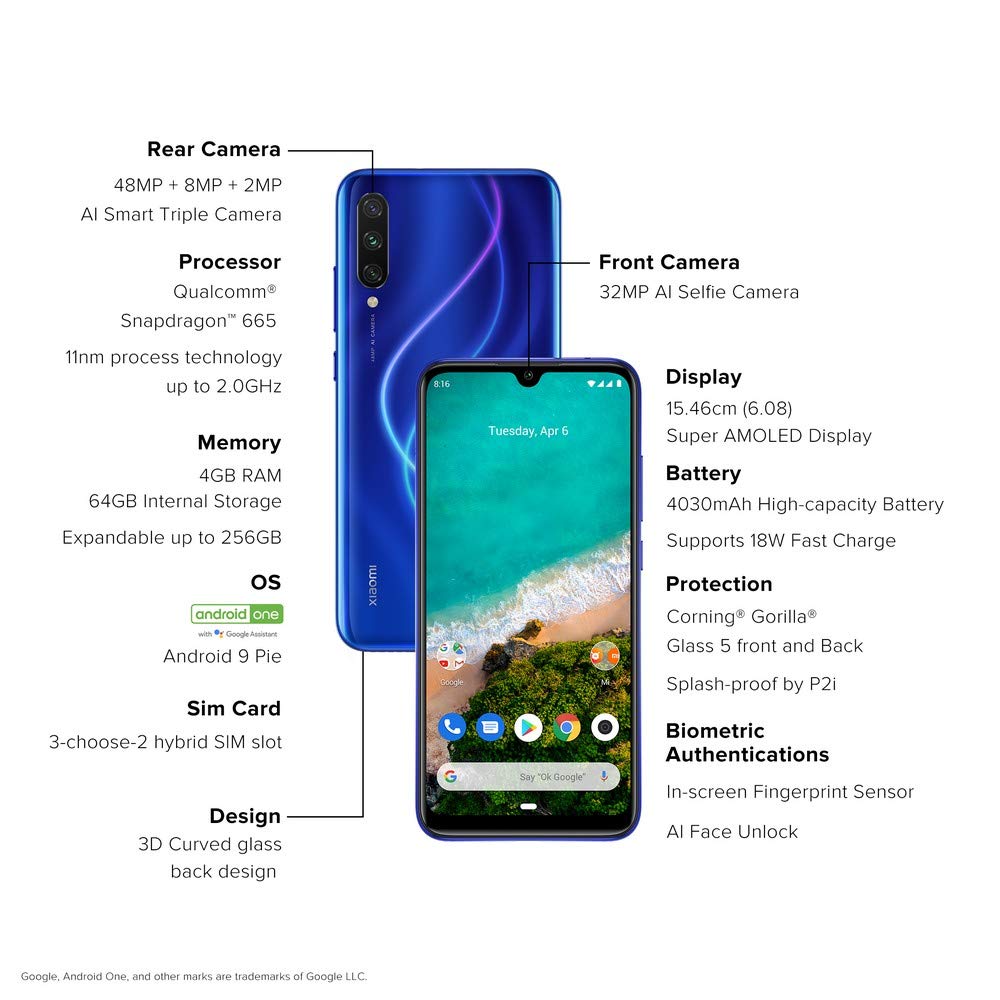 Rear Camera
48MP + 8MP + 2MP
AI Smart Triple Camera
Processor
Qualcomm®
Snapdragon™ 665
11nm process technology
up to 2.0GHz
Memory
4GB RAM
64GB Internal Storage
Expandable up to 256GB
OS
android one
with Google Assistant
Android 9 Pie
Sim Card
3-choose-2 hybrid SIM slot
Design
3D Curved glass
back design
48MP AI CAMERA
xiaomi
Front Camera
32MP AI Selfie Camera
8:16
Tuesday, Apr 6
Google
Mi
Say "Ok Google"
Display
15.46cm (6.08)
Super AMOLED Display
Battery
4030mAh High-capacity Battery
Supports 18W Fast Charge
Protection
Corning® Gorilla®
Glass 5 front and Back
Splash-proof by P2i
Biometric
Authentications
In-screen Fingerprint Sensor
AI Face Unlock
Google, Android One, and other marks are trademarks of Google LLC.